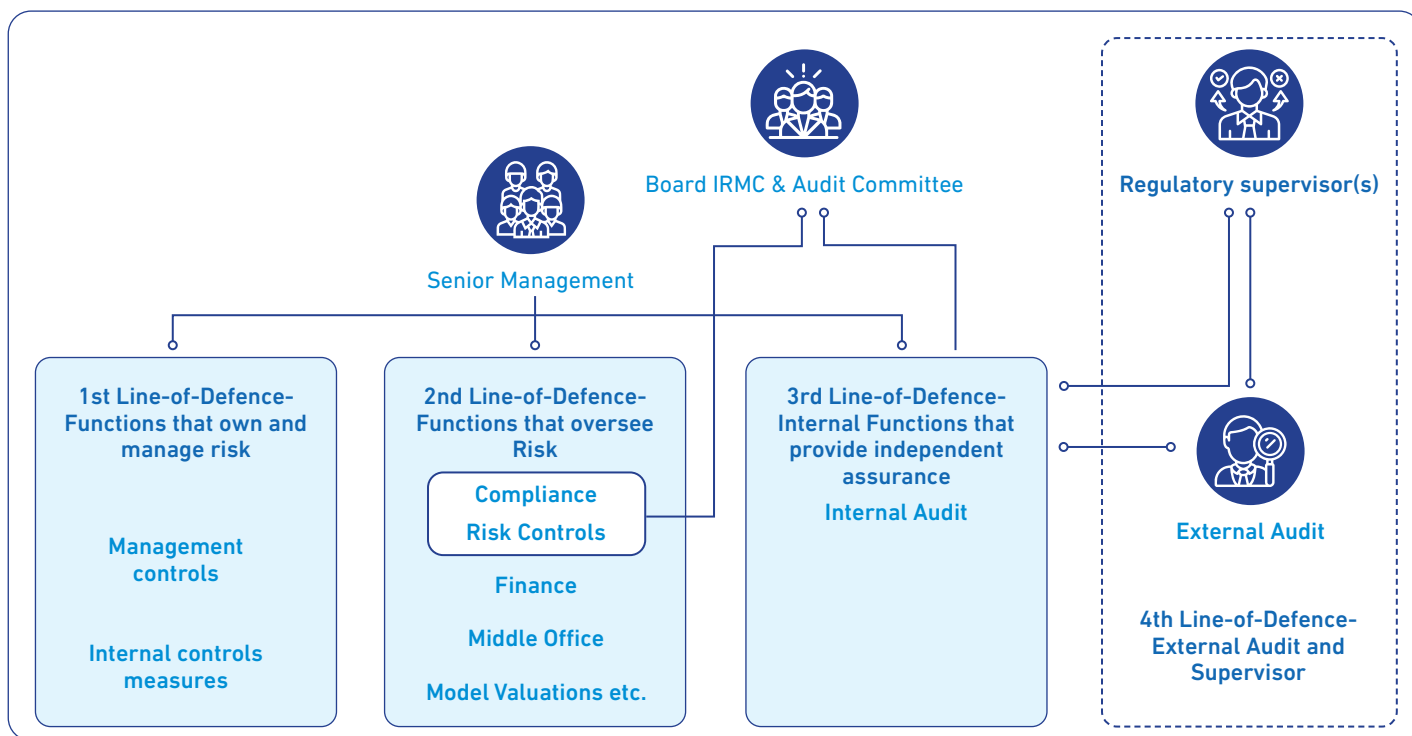 Board IRMC & Audit Committee
Regulatory supervisor(s)
Senior Management
1st Line-of-Defence-
Functions that own and
manage risk
Management
controls
Internal controls
measures
2nd Line-of-Defence-
Functions that oversee
Risk
Compliance
Risk Controls
Finance
Middle Office
Model Valuations etc.
3rd Line-of-Defence-
Internal Functions that
provide independent
assurance
Internal Audit
External Audit
4th Line-of-Defence-
External Audit and
Supervisor